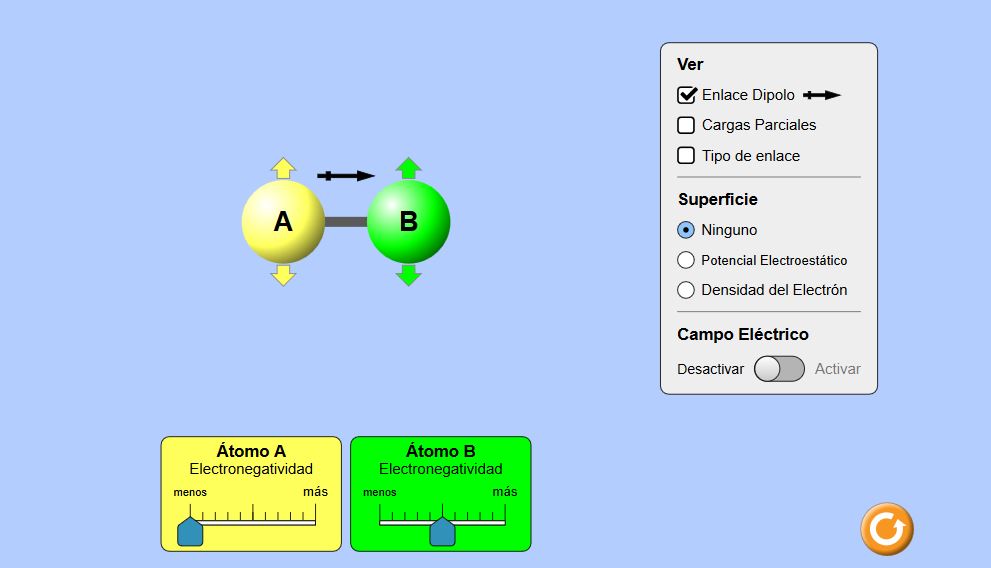 Ver
Enlace Dipolo
Cargas Parciales
Tipo de enlace
Superficie
Ninguno
Potencial Electroestático
Densidad del Electrón
Campo Eléctrico
Desactivar Activar
A B
Átomo A
Electronegatividad
menos más
Átomo B
Electronegatividad
menos más